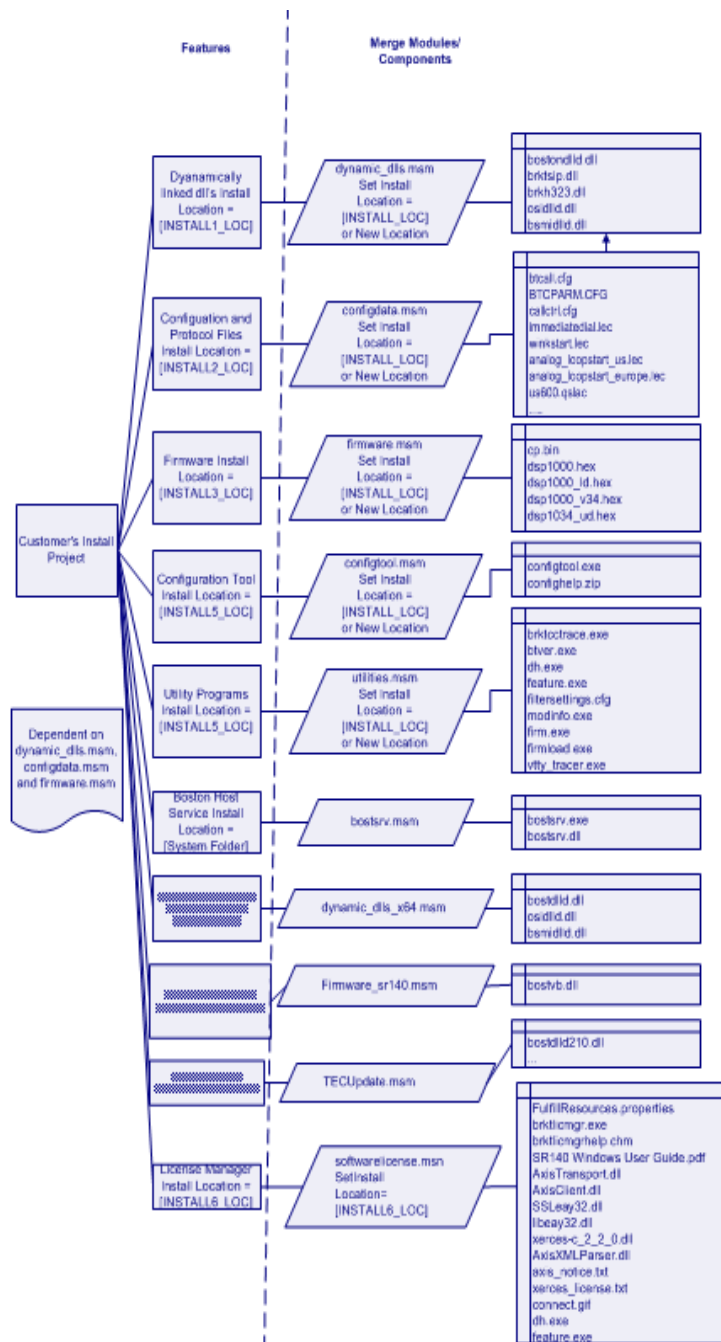 Features
Merge Modules/
Components
Dyanamically
linked dll's Install
Location =
[INSTALL1_LOC]
dynamic_dlls.msm
Set Install
Location =
[INSTALL_LOC]
or New Location
bostondlld.dll
brktsip.dll
brkh323.dll
osidlld.dll
bsmidlld.dll
Configuation and
Protocol Files
Install Location =
[INSTALL2_LOC]
configdata.msm
Set Install
Location =
[INSTALL_LOC]
or New Location
btcall.cfg
BTCPARM.CFG
callctrl.cfg
immediatedial.lec
winkstart.lec
analog_loopstart_us.lec
analog_loopstart_europe.lec
us600.qslac
.....
Firmware Install
Location =
[INSTALL3_LOC]
firmware.msm
Set Install
Location =
[INSTALL_LOC]
or New Location
cp.bin
dsp1000.hex
dsp1000_ld.hex
dsp1000_v34.hex
dsp1034_ud.hex
Customer's Install
Project
Configuration Tool
Install Location =
[INSTALL5_LOC]
configtool.msm
Set Install
Location =
[INSTALL_LOC]
or New Location
configtool.exe
confighelp.zip
Utility Programs
Install Location =
[INSTALL5_LOC]
utilities.msm
Set Install
Location =
[INSTALL_LOC]
or New Location
brktcctrace.exe
btver.exe
dh.exe
feature.exe
filtersettings.cfg
modinfo.exe
firm.exe
firmload.exe
vtty_tracer.exe
Dependent on
dynamic_dlls.msm,
configdata.msm
and firmware.msm
Boston Host
Service Install
Location =
[System Folder]
bostsrv.msm
bostsrv.exe
bostsrv.dll
dynamic_dlls_x64.msm
bostdlld.dll
osidlld.dll
bsmidlld.dll
Firmware_sr140.msm
bostvb.dll
TECUpdate.msm
bostdlld210.dll
...
License Manager
Install Location =
[INSTALL6_LOC]
softwarelicense.msn
SetInstall
Location=
[INSTALL6_LOC]
FulfillResources.properties
brktlicmgr.exe
brktlicmgrhelp.chm
SR140 Windows User Guide.pdf
AxisTransport.dll
AxisClient.dll
SSLeay32.dll
libeay32.dll
xerces-c_2_2_0.dll
AxisXMLParser.dll
axis_notice.txt
xerces_license.txt
connect.gif
dh.exe
feature.exe